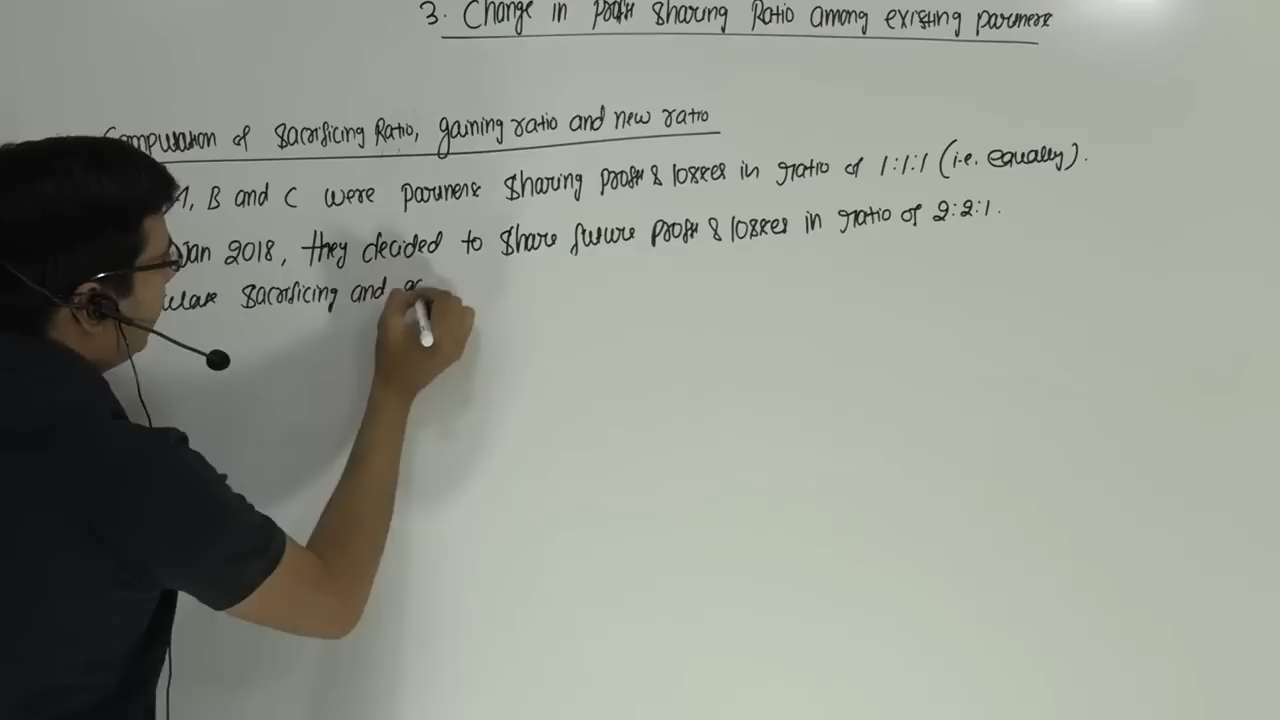 3. Change in Profit Sharing Ratio among existing partners
Computation of Sacrificing Ratio, gaining ratio and new ratio
A, B and C were partners sharing profit & losses in ratio of 1:1:1 (i.e. equally).
Jan 2018, they decided to share future profit & losses in ratio of 2:2:1.
Sacrificing and